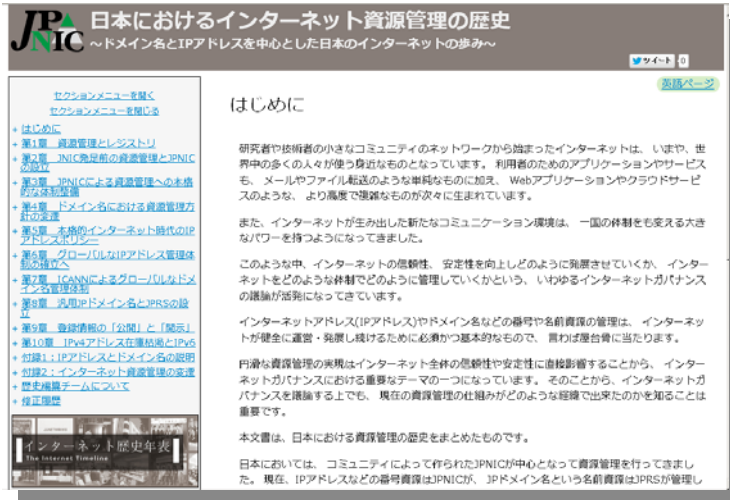 JPNIC
日本におけるインターネット資源管理の歴史
～ドメイン名とIPアドレスを中心とした日本のインターネットの歩み～
ツイート 0
英語ページ
セクションメニューを開く
セクションメニューを閉じる
はじめに
第1章 資源管理とレジストリ
第2章 JNIC発足前の資源管理とJPNIC
の設立
第3章 JPNICによる資源管理への本格
的な体制整備
第4章 ドメイン名における資源管理方
針の変遷
第5章 本格的インターネット時代のIP
アドレスポリシー
第6章 グローバルなIPアドレス管理体
制の確立へ
第7章 ICANNによるグローバルなドメ
イン名管理体制
第8章 汎用JPドメイン名とJPRSの設
立
第9章 登録情報の「公開」と「開示」
第10章 IPv4アドレス在庫枯渇とIPv6
付録1：IPアドレスとドメイン名の説明
付録2：インターネット資源管理の変遷
歴史編纂チームについて
修正履歴
インターネット歴史年表
The Internet Timeline
はじめに
研究者や技術者の小さなコミュニティのネットワークから始まったインターネットは、 いまや、世
界中の多くの人々が使う身近なものとなっています。 利用者のためのアプリケーションやサービス
も、 メールやファイル転送のような単純なものに加え、 Webアプリケーションやクラウドサービ
スのような、 より高度で複雑なものが次々に生まれています。
また、インターネットが生み出した新たなコミュニケーション環境は、 一国の体制をも変える大き
なパワーを持つようになってきました。
このような中、インターネットの信頼性、 安定性を向上しどのように発展させていくか、 インター
ネットをどのような体制でどのように管理していくかという、 いわゆるインターネットガバナンス
の議論が活発になってきています。
インターネットアドレス(IPアドレス)やドメイン名などの番号や名前資源の管理は、 インターネッ
トが健全に運営・発展し続けるために必須かつ基本的なもので、 言わば屋台骨に当たります。
円滑な資源管理の実現はインターネット全体の信頼性や安定性に直接影響することから、 インター
ネットガバナンスにおける重要なテーマの一つになっています。 そのことから、インターネットガ
バナンスを議論する上でも、 現在の資源管理の仕組みがどのような経緯で出来たのかを知ることは
重要です。
本文書は、日本における資源管理の歴史をまとめたものです。
日本においては、 コミュニティによって作られたJPNICが中心となって資源管理を行ってきまし
た。 現在、IPアドレスなどの番号資源はJPNICが、 JPドメイン名という名前資源はJPRSが管理し